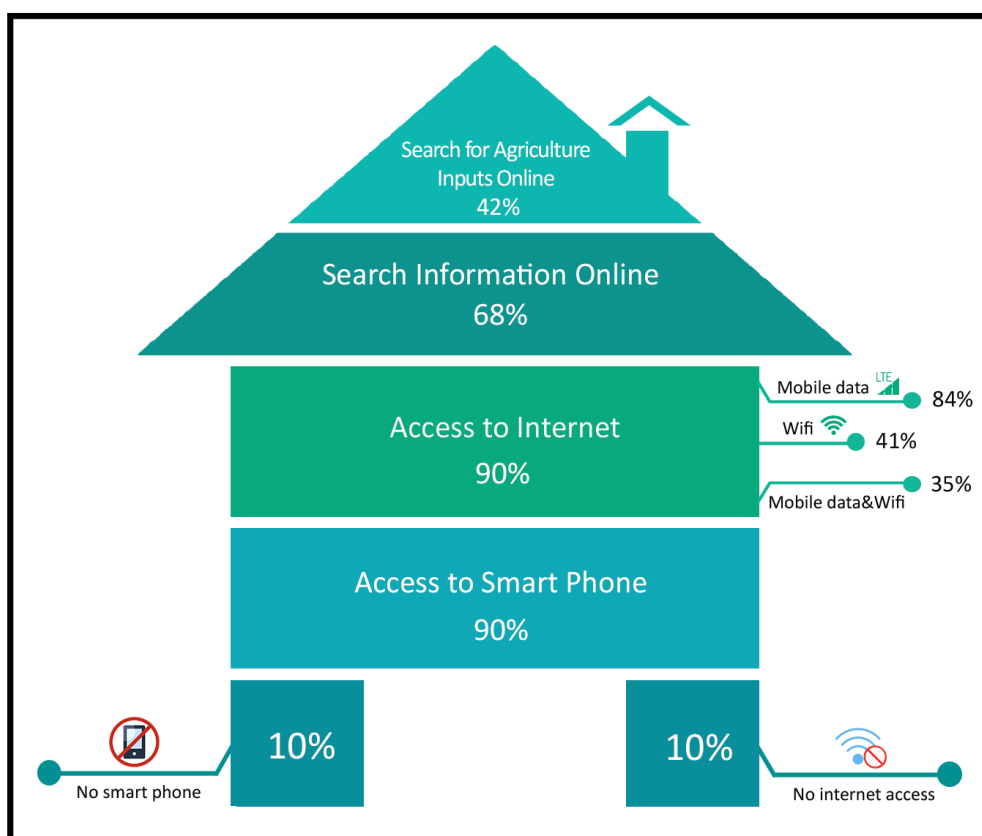 Search for Agriculture
Inputs Online
42%
Search Information Online
68%
Access to Internet
90%
Mobile data
LTE
84%
Wifi
41%
35%
Mobile data&Wifi
Access to Smart Phone
90%
10%
No smart phone
10%
No internet access